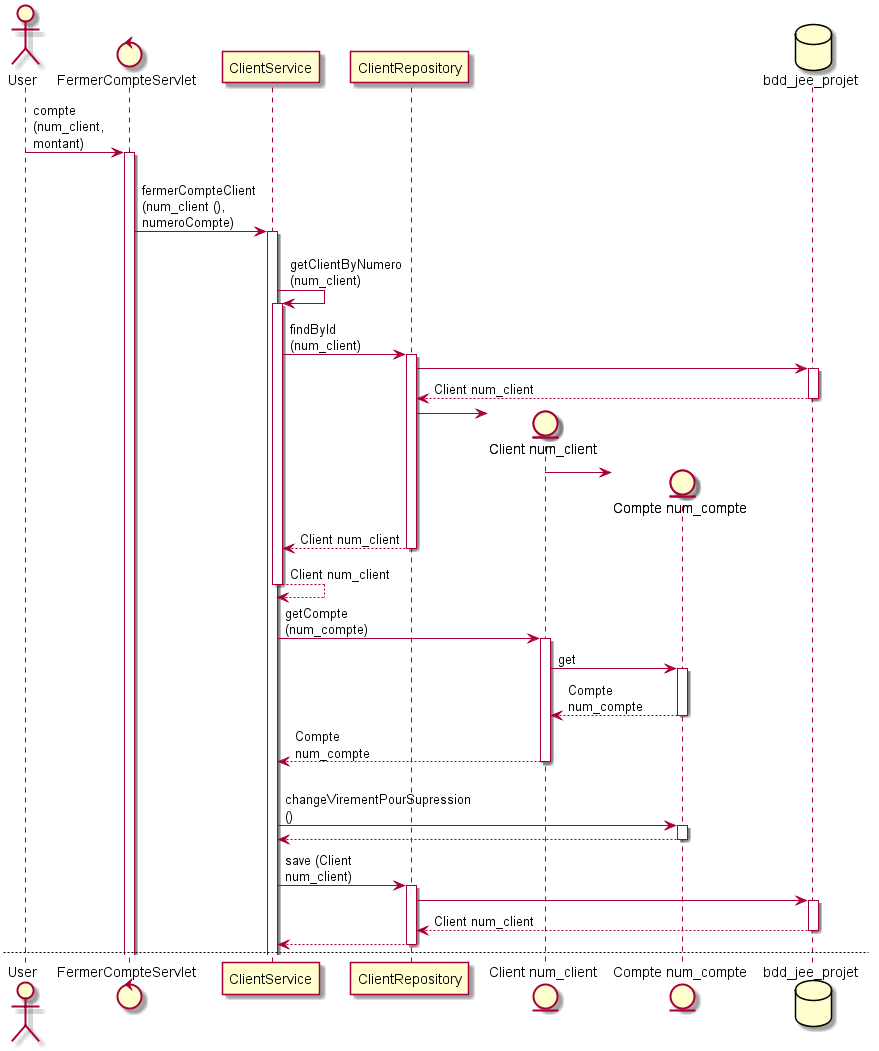 User
FermerCompteServlet
ClientService
ClientRepository
bdd_jee_projet
compte
(num_client,
montant)
fermerCompteClient
(num_client (),
numeroCompte)
getClientByNumero
(num_client)
findById
(num_client)
Client num_client
Client num_client
Compte num_compte
Client num_client
Client num_client
getCompte
(num_compte)
get
Compte
num_compte
Compte
num_compte
changeVirementPourSupression
()
save (Client
num_client)
Client num_client
User
FermerCompteServlet
ClientService
ClientRepository
Client num_client
Compte num_compte
bdd_jee_projet